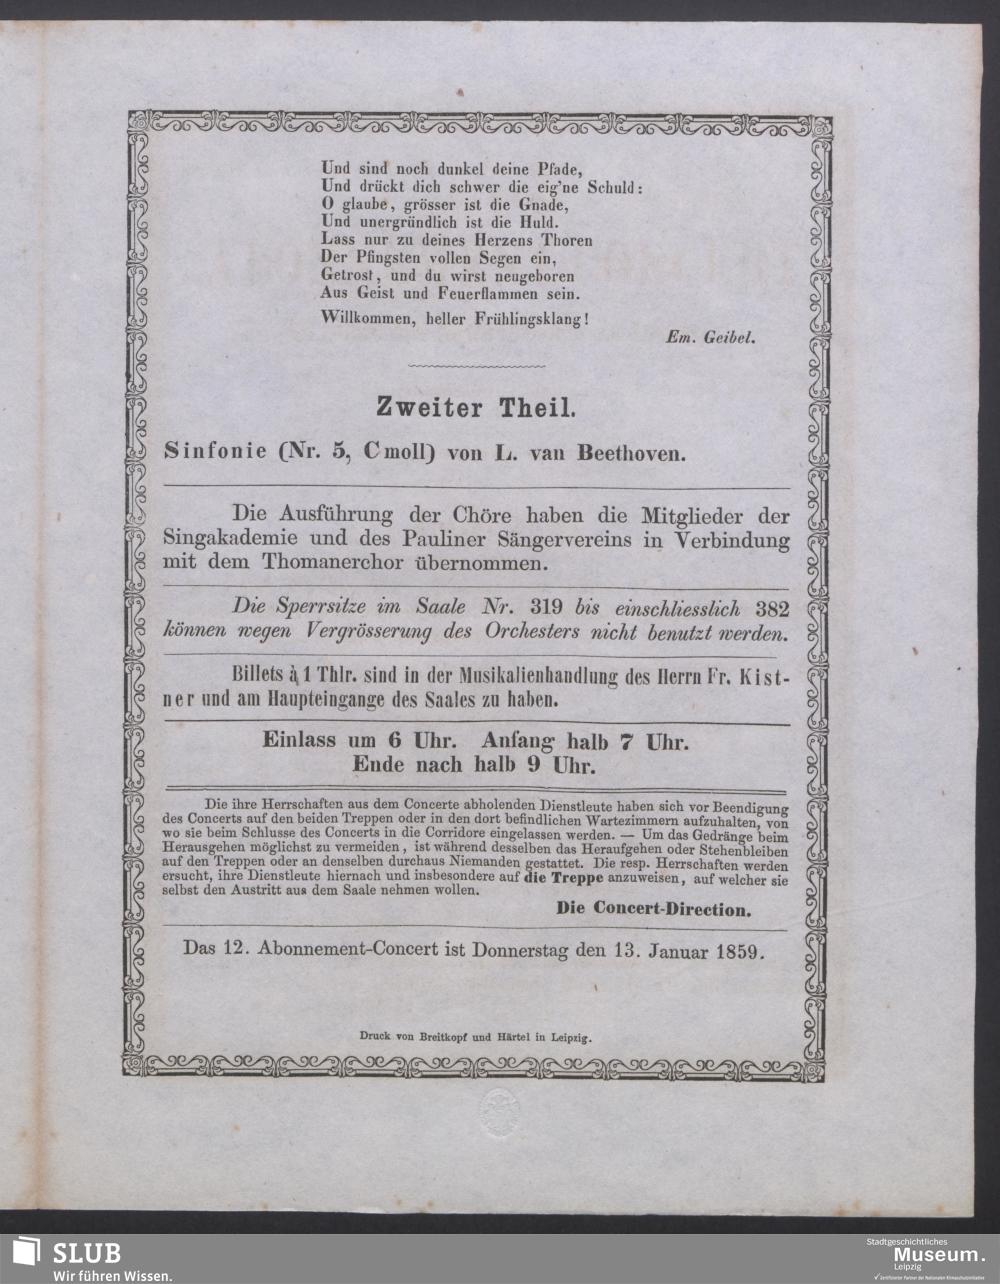 Und sind noch dunkel deine Pfade,
Und drückt dich schwer die eig'ne Schuld:
O glaube, grösser ist die Gnade,
Und unergründlich ist die Huld.
Lass nur zu deines Herzens Thoren
Der Pfingsten vollen Segen ein,
Getrost, und du wirst neugeboren
Aus Geist und Feuerflammen sein.
Willkommen, heller Frühlingsklang!
Em. Geibel.
Zweiter Theil.
Sinfonie (Nr. 5, C moll) von L. van Beethoven.
Die Ausführung der Chöre haben die Mitglieder der
Singakademie und des Pauliner Sängervereins in Verbindung
mit dem Thomanerchor übernommen.
Die Sperrsitze im Saale Nr. 319 bis einschliesslich 382
können wegen Vergrösserung des Orchesters nicht benutzt werden.
Billets à 1 Thlr. sind in der Musikalienhandlung des Herrn Fr. Kist-
ner und am Haupteingange des Saales zu haben.
Einlass um 6 Uhr. Anfang halb 7 Uhr.
Ende nach halb 9 Uhr.
Die ihre Herrschaften aus dem Concerte abholenden Dienstleute haben sich vor Beendigung
des Concerts auf den beiden Treppen oder in den dort befindlichen Wartezimmern aufzuhalten, von
wo sie beim Schlusse des Concerts in die Corridore eingelassen werden. — Um das Gedränge beim
Herausgehen möglichst zu vermeiden, ist während desselben das Heraufgehen oder Stehenbleiben
auf den Treppen oder an denselben durchaus Niemanden gestattet. Die resp. Herrschaften werden
ersucht, ihre Dienstleute hiernach und insbesondere auf die Treppe anzuweisen, auf welcher sie
selbst den Austritt aus dem Saale nehmen wollen.
Die Concert-Direction.
Das 12. Abonnement-Concert ist Donnerstag den 13. Januar 1859.
Druck von Breitkopf und Härtel in Leipzig.
SLUB
Wir führen Wissen.
Stadtgeschichtliches
Museum.
Leipzig
Zertifizierter Partner der Nationalen Klimaschutzinitiative